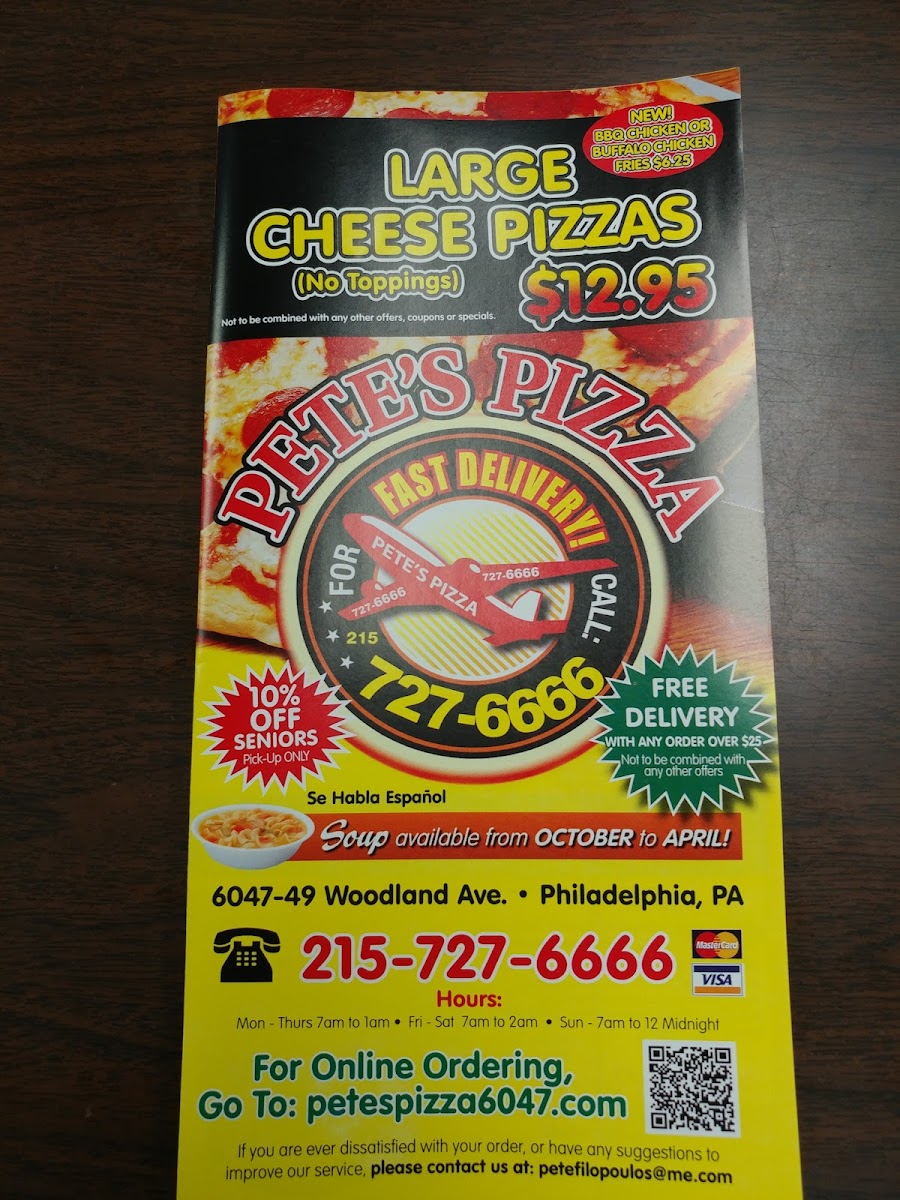 NEW!
BBQ CHICKEN OR
BUFFALO CHICKEN
FRIES $6.25
LARGE
CHEESE PIZZAS
(No Toppings) $12.95
Not to be combined with any other offers, coupons or specials.
PETE'S PIZZA
FOR FAST DELIVERY! CALL:
PETE'S PIZZA
727-6666
727-6666
215
727-6666
10%
OFF
SENIORS
Pick-Up ONLY
FREE
DELIVERY
WITH ANY ORDER OVER $25
Not to be combined with
any other offers
Se Habla Español
Soup available from OCTOBER to APRIL!
6047-49 Woodland Ave. • Philadelphia, PA
215-727-6666
MasterCard
VISA
Hours:
Mon - Thurs 7am to 1am • Fri - Sat 7am to 2am • Sun - 7am to 12 Midnight
For Online Ordering,
Go To: petespizza6047.com
If you are ever dissatisfied with your order, or have any suggestions to
improve our service, please contact us at: petefilopoulos@me.com